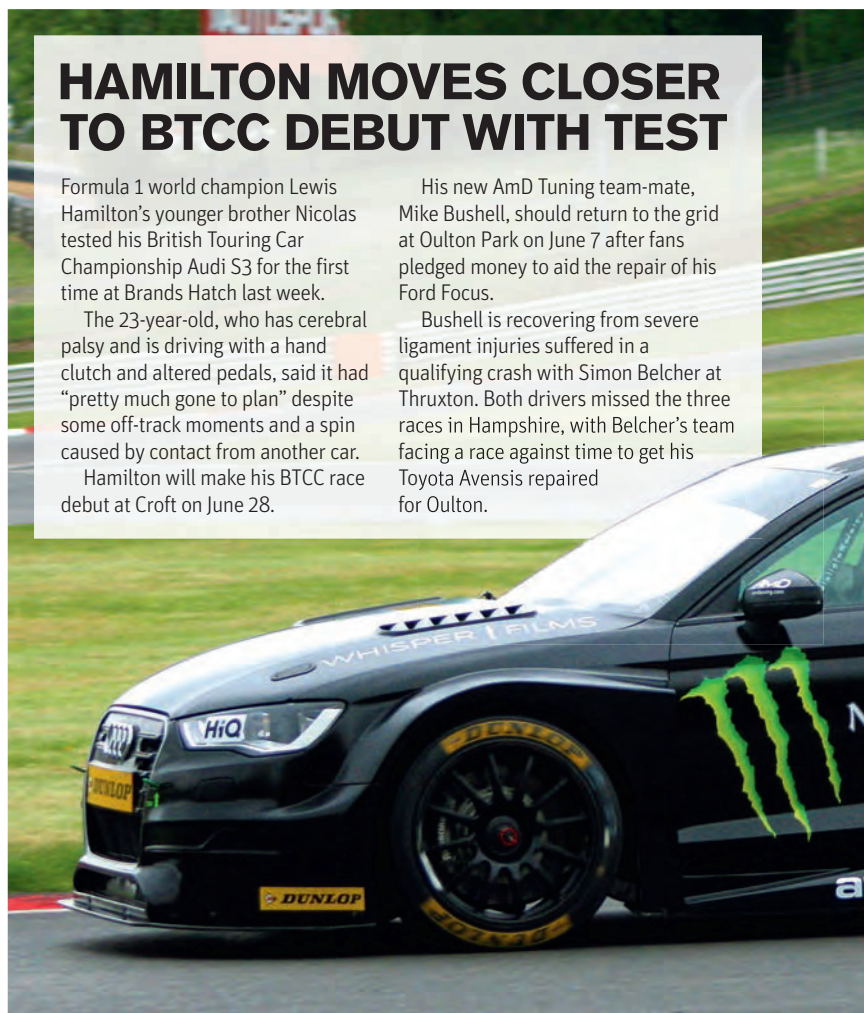 HAMILTON MOVES CLOSER
TO BTCC DEBUT WITH TEST
Formula 1 world champion Lewis
Hamilton’s younger brother Nicolas
tested his British Touring Car
Championship Audi S3 for the first
time at Brands Hatch last week.
The 23-year-old, who has cerebral
palsy and is driving with a hand
clutch and altered pedals, said it had
“pretty much gone to plan” despite
some off-track moments and a spin
caused by contact from another car.
Hamilton will make his BTCC race
debut at Croft on June 28.
His new AmD Tuning team-mate,
Mike Bushell, should return to the grid
at Oulton Park on June 7 after fans
pledged money to aid the repair of his
Ford Focus.
Bushell is recovering from severe
ligament injuries suffered in a
qualifying crash with Simon Belcher at
Thruxton. Both drivers missed the three
races in Hampshire, with Belcher’s team
facing a race against time to get his
Toyota Avensis repaired
for Oulton.
AMD
WHISPER FILMS
HiQ
DUNLOP
DUNLOP
DUNLOP
DUNLOP